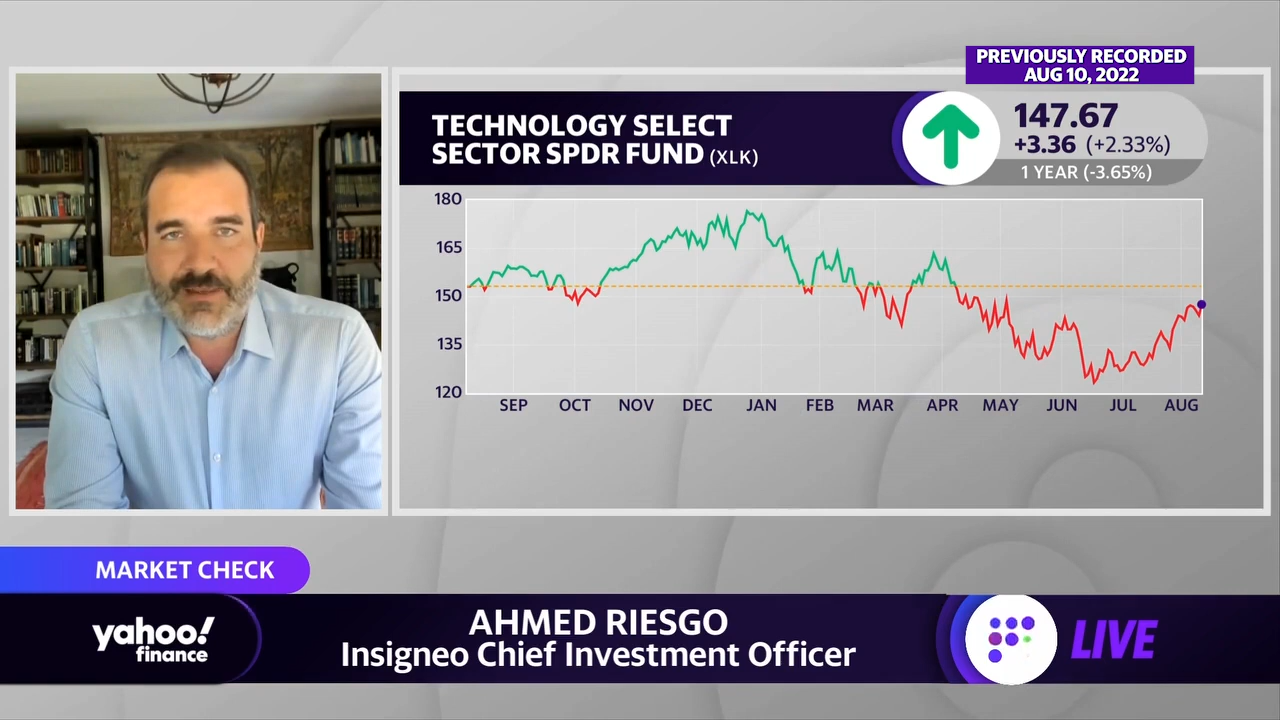 PREVIOUSLY RECORDED
AUG 10, 2022
TECHNOLOGY SELECT
SECTOR SPDR FUND (XLK)
147.67
+3.36 (+2.33%)
1 YEAR (-3.65%)
180
165
150
135
120
SEP OCT NOV DEC JAN FEB MAR APR MAY JUN JUL AUG
MARKET CHECK
yahoo!
finance
AHMED RIESGO
Insigneo Chief Investment Officer
LIVE